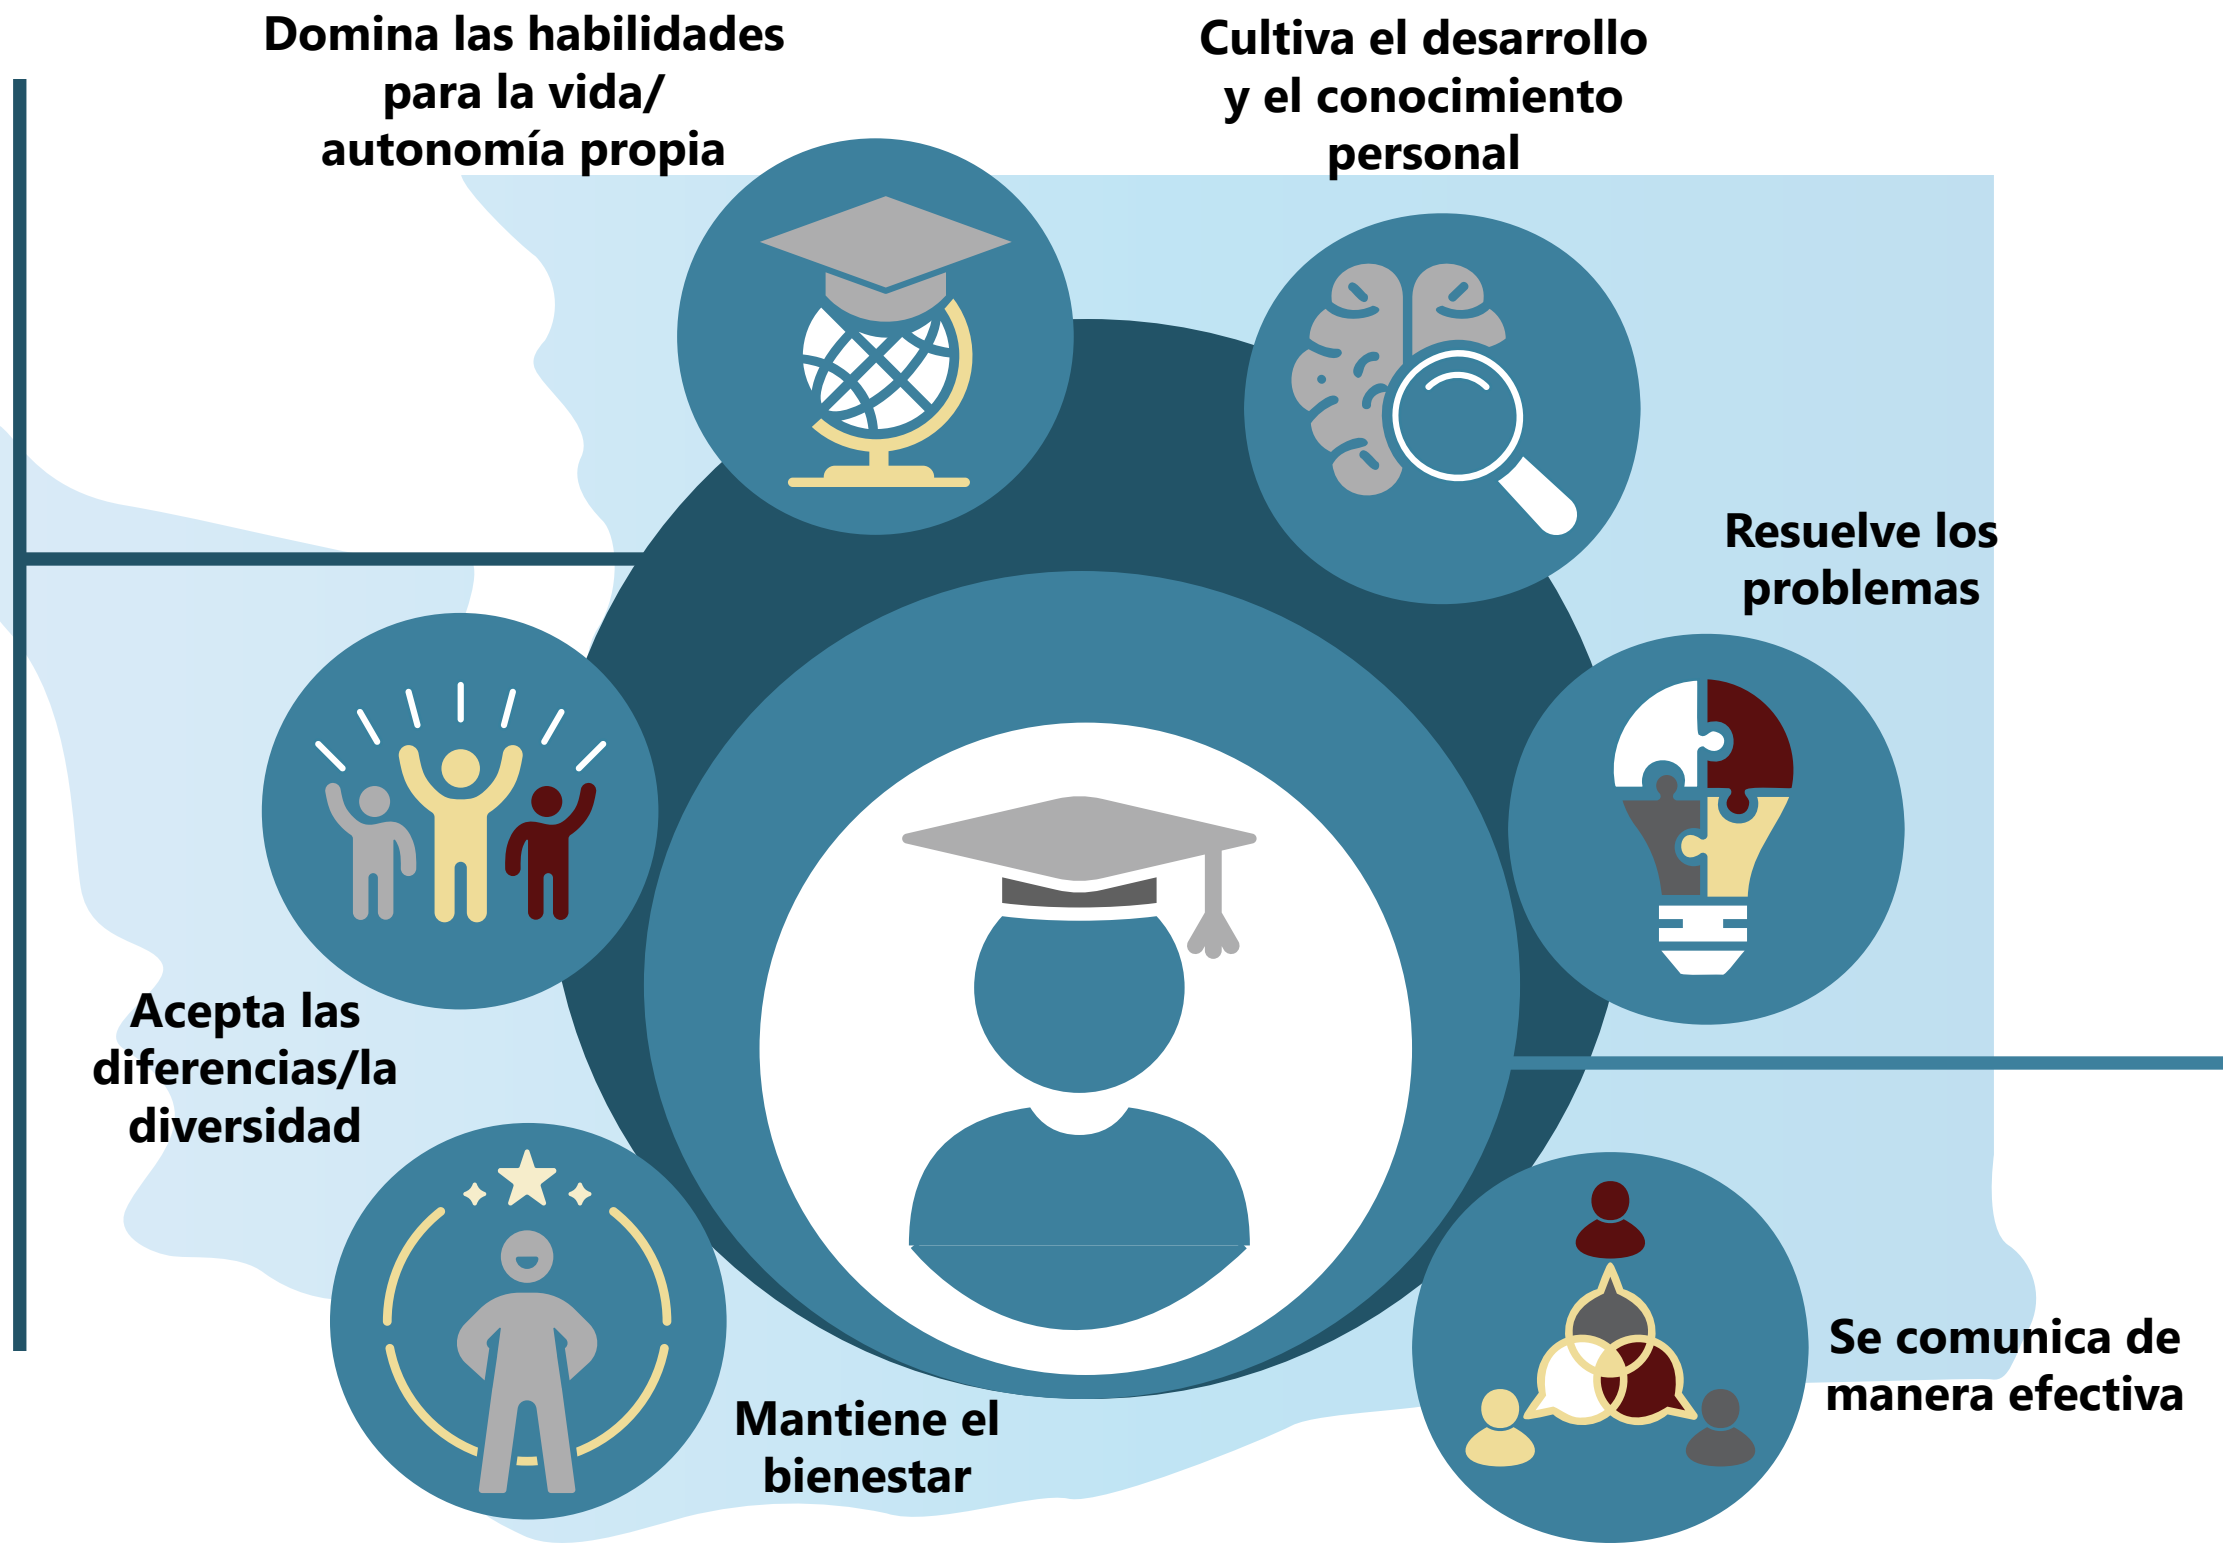 Domina las habilidades
para la vida/
autonomía propia
Cultiva el desarrollo
y el conocimiento
personal
Resuelve los
problemas
Acepta las
diferencias/la
diversidad
Mantiene el
bienestar
Se comunica de
manera efectiva